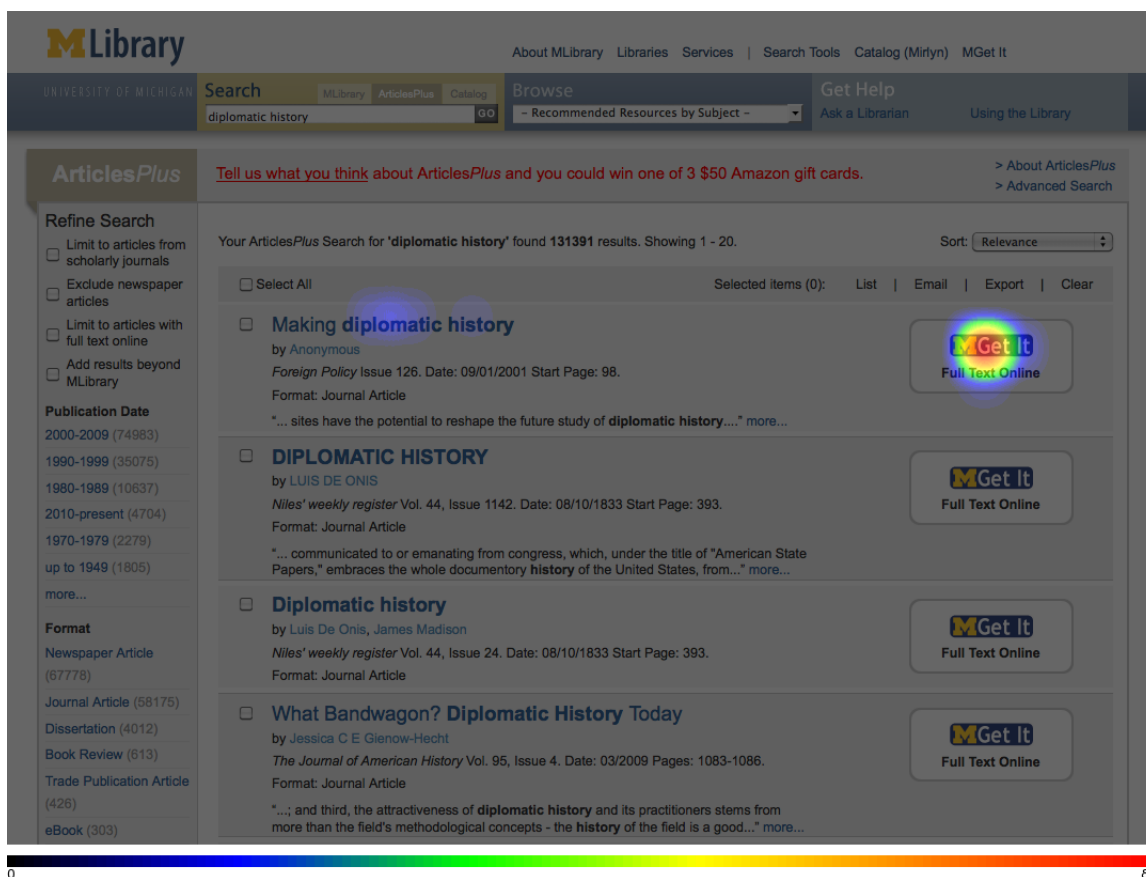 MLibrary
About MLibrary Libraries Services | Search Tools Catalog (Mirlyn) MGet It
UNIVERSITY OF MICHIGAN
Search MLibrary ArticlesPlus Catalog
diplomatic history GO
Browse
– Recommended Resources by Subject –
Get Help
Ask a Librarian Using the Library
ArticlesPlus
Tell us what you think about ArticlesPlus and you could win one of 3 $50 Amazon gift cards.
> About ArticlesPlus
> Advanced Search
Refine Search
Limit to articles from
scholarly journals
Exclude newspaper
articles
Limit to articles with
full text online
Add results beyond
MLibrary
Publication Date
2000-2009 (74983)
1990-1999 (35075)
1980-1989 (10637)
2010-present (4704)
1970-1979 (2279)
up to 1949 (1805)
more...
Format
Newspaper Article
(67778)
Journal Article (58175)
Dissertation (4012)
Book Review (613)
Trade Publication Article
(426)
eBook (303)
Your ArticlesPlus Search for 'diplomatic history' found 131391 results. Showing 1 - 20.
Sort: Relevance
Select All
Selected items (0): List | Email | Export | Clear
Making diplomatic history
by Anonymous
Foreign Policy Issue 126. Date: 09/01/2001 Start Page: 98.
Format: Journal Article
"... sites have the potential to reshape the future study of diplomatic history...." more...
MGet It
Full Text Online
DIPLOMATIC HISTORY
by LUIS DE ONIS
Niles' weekly register Vol. 44, Issue 1142. Date: 08/10/1833 Start Page: 393.
Format: Journal Article
"... communicated to or emanating from congress, which, under the title of "American State
Papers," embraces the whole documentory history of the United States, from..." more...
MGet It
Full Text Online
Diplomatic history
by Luis De Onis, James Madison
Niles' weekly register Vol. 44, Issue 24. Date: 08/10/1833 Start Page: 393.
Format: Journal Article
MGet It
Full Text Online
What Bandwagon? Diplomatic History Today
by Jessica C E Gienow-Hecht
The Journal of American History Vol. 95, Issue 4. Date: 03/2009 Pages: 1083-1086.
Format: Journal Article
"...; and third, the attractiveness of diplomatic history and its practitioners stems from
more than the field's methodological concepts - the history of the field is a good..." more...
MGet It
Full Text Online
0